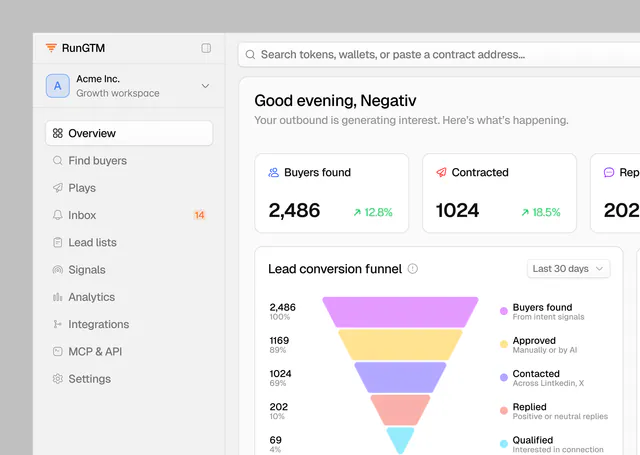 RunGTM
Search tokens, wallets, or paste a contract address...
A
Acme Inc.
Growth workspace
Overview
Find buyers
Plays
Inbox
14
Lead lists
Signals
Analytics
Integrations
MCP & API
Settings
Good evening, Negativ
Your outbound is generating interest. Here's what's happening.
Buyers found
2,486
12.8%
Contracted
1024
18.5%
Rep
202
Lead conversion funnel
Last 30 days
2,486
100%
Buyers found
From intent signals
1169
89%
Approved
Manually or by AI
1024
69%
Contacted
Across Lintkedin, X
202
10%
Replied
Positive or neutral replies
69
4%
Qualified
Interested in connection